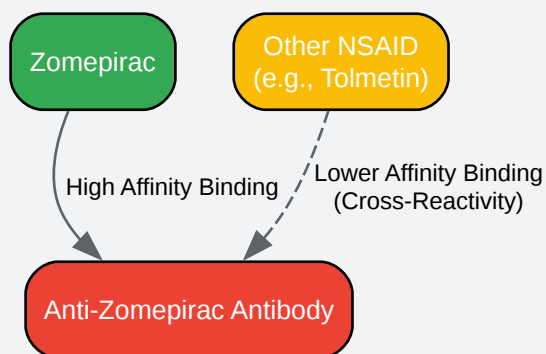 Zomepirac
Other NSAID
(e.g., Tolmetin)
High Affinity Binding
Lower Affinity Binding
(Cross-Reactivity)
Anti-Zomepirac Antibody